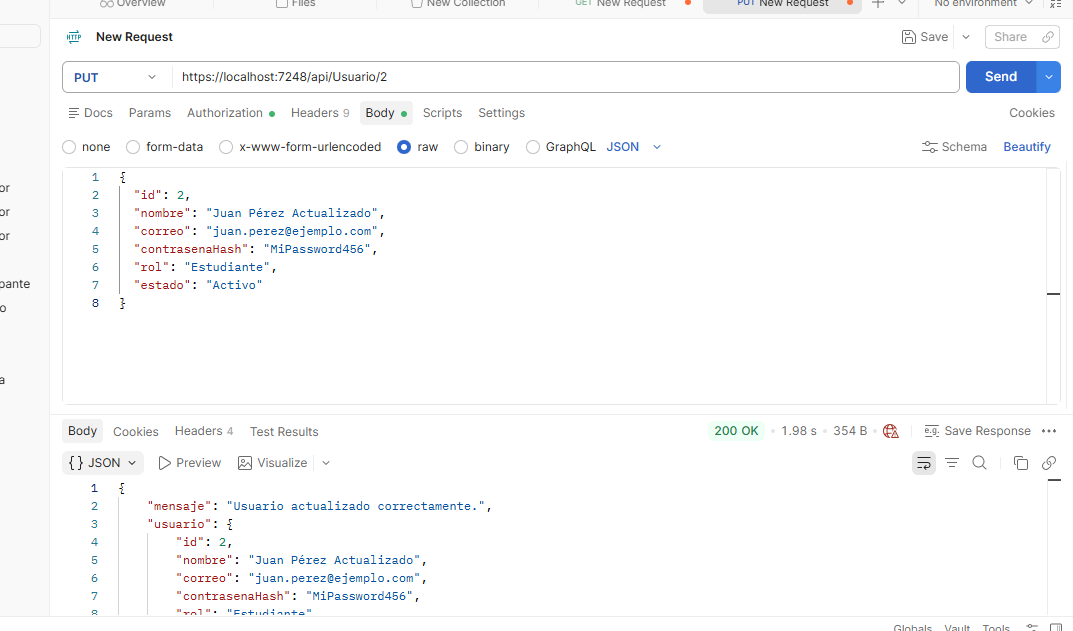 Overview Files New Collection GET New Request PUT New Request No environment
HTTP New Request Save Share
PUT https://localhost:7248/api/Usuario/2 Send
Docs Params Authorization Headers 9 Body Scripts Settings Cookies
none form-data x-www-form-urlencoded raw binary GraphQL JSON Schema Beautify
1 {
2 "id": 2,
3 "nombre": "Juan Pérez Actualizado",
4 "correo": "juan.perez@ejemplo.com",
5 "contrasenaHash": "MiPassword456",
6 "rol": "Estudiante",
7 "estado": "Activo"
8 }
or
or
or
pante
o
a
Body Cookies Headers 4 Test Results 200 OK 1.98 s 354 B e.g. Save Response
{} JSON Preview Visualize
1 {
2 "mensaje": "Usuario actualizado correctamente.",
3 "usuario": {
4 "id": 2,
5 "nombre": "Juan Pérez Actualizado",
6 "correo": "juan.perez@ejemplo.com",
7 "contrasenaHash": "MiPassword456",
8 "rol": "Estudiante"
Globals Vault Tools